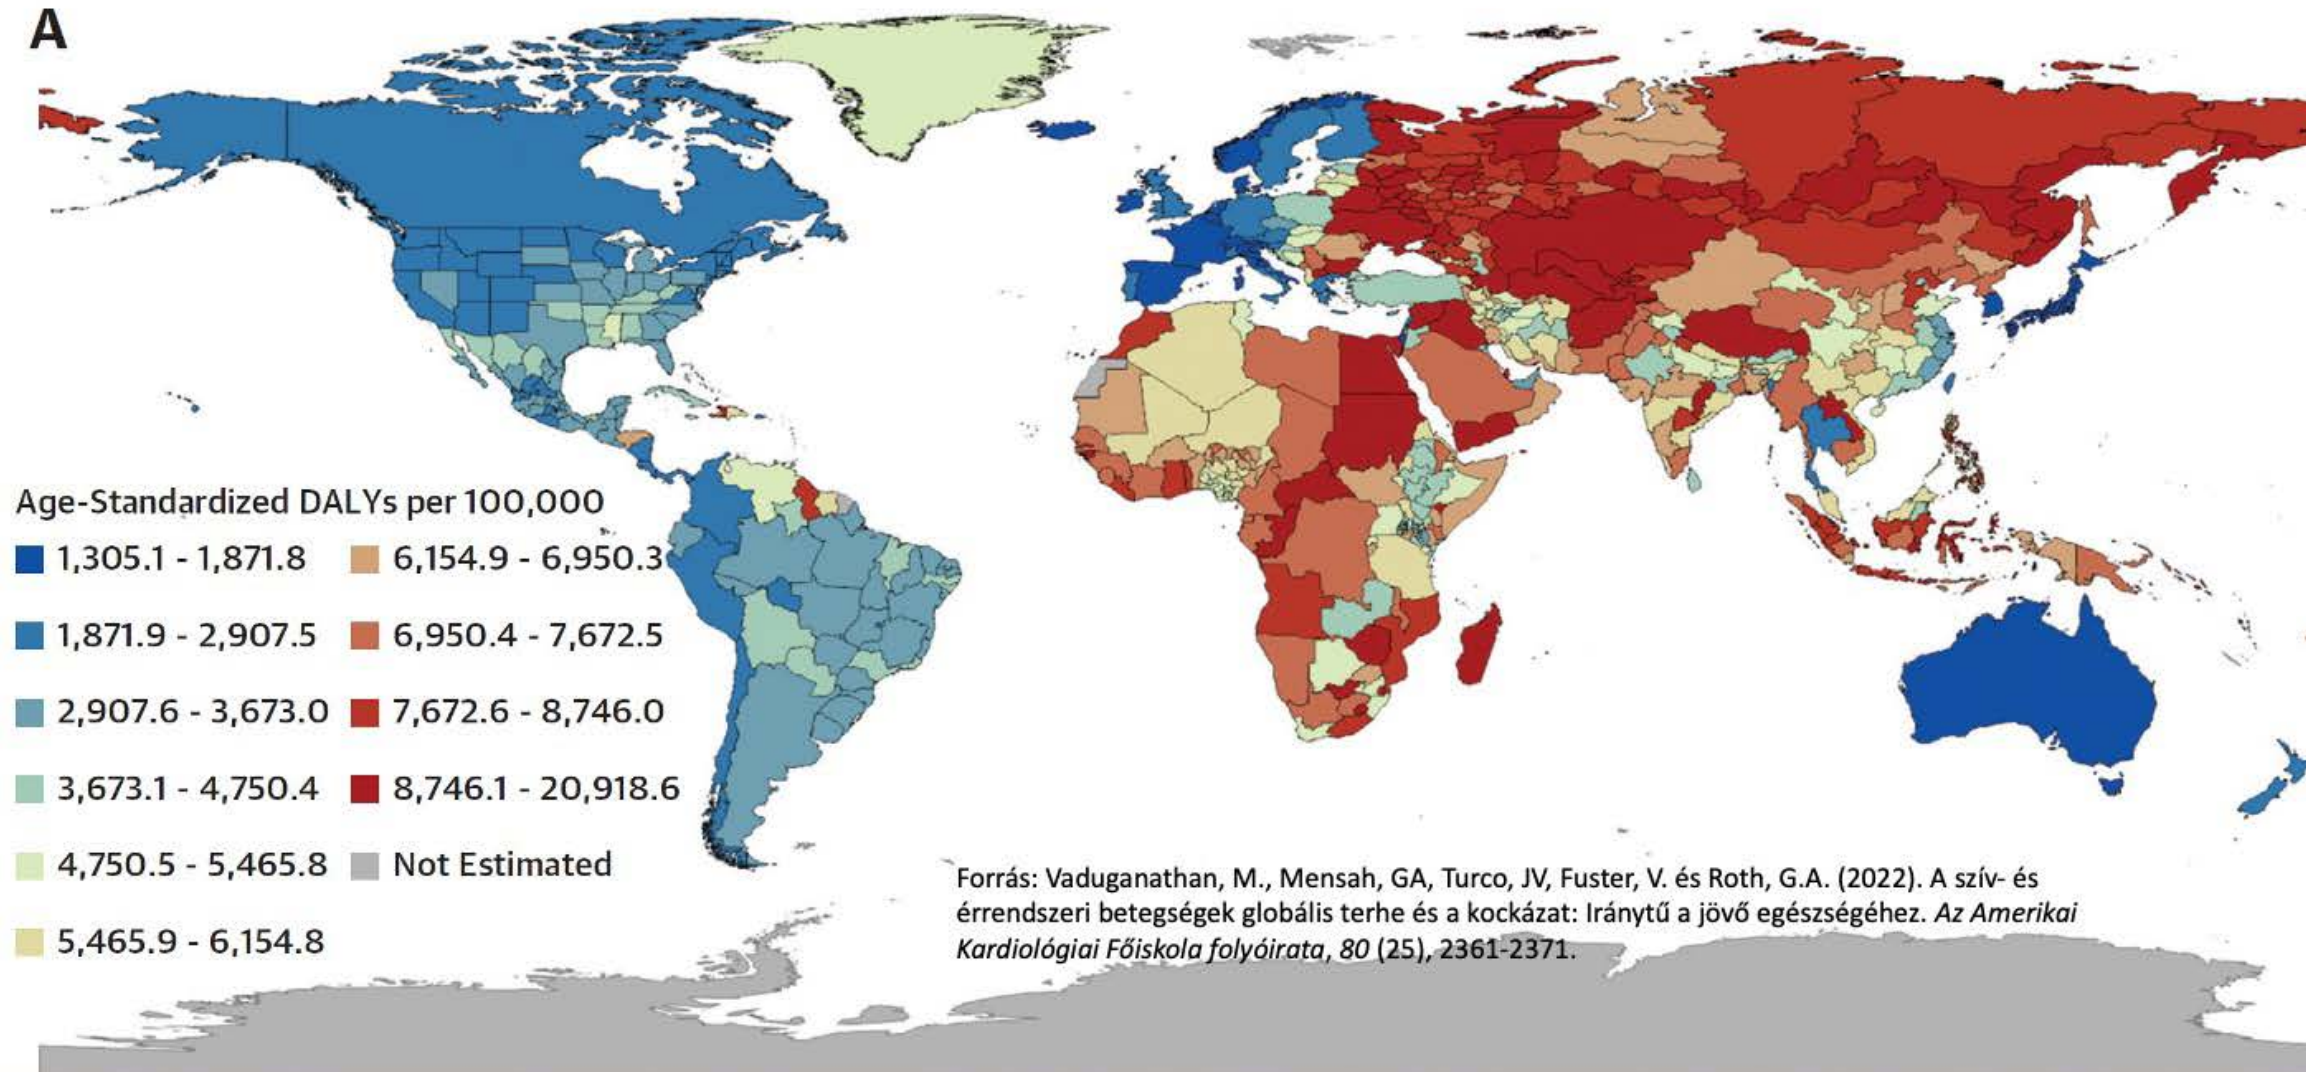 A
Age-Standardized DALYs per 100,000
1,305.1 - 1,871.8
1,871.9 - 2,907.5
2,907.6 - 3,673.0
3,673.1 - 4,750.4
4,750.5 - 5,465.8
5,465.9 - 6,154.8
6,154.9 - 6,950.3
6,950.4 - 7,672.5
7,672.6 - 8,746.0
8,746.1 - 20,918.6
Not Estimated
Forrás: Vaduganathan, M., Mensah, GA, Turco, JV, Fuster, V. és Roth, G.A. (2022). A szív- és
érrendszeri betegségek globális terhe és a kockázat: Iránytű a jövő egészségéhez. Az Amerikai
Kardiológiai Főiskola folyóirata, 80 (25), 2361-2371.